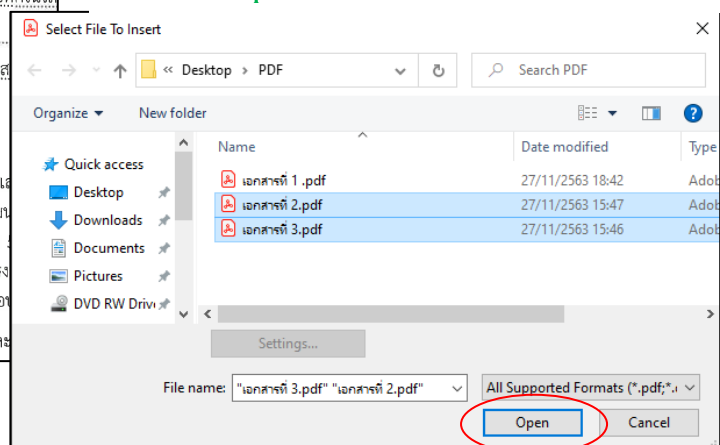 Select File To Insert
« Desktop › PDF
Search PDF
Organize
New folder
Name
Date modified
Type
Quick access
Desktop
Downloads
Documents
Pictures
DVD RW Driv
เอกสารที่ 1 .pdf 27/11/2563 18:42 Adob
เอกสารที่ 2.pdf 27/11/2563 15:47 Adob
เอกสารที่ 3.pdf 27/11/2563 15:46 Adob
Settings...
File name: "เอกสารที่ 3.pdf" "เอกสารที่ 2.pdf"
All Supported Formats (*.pdf;*.
Open
Cancel